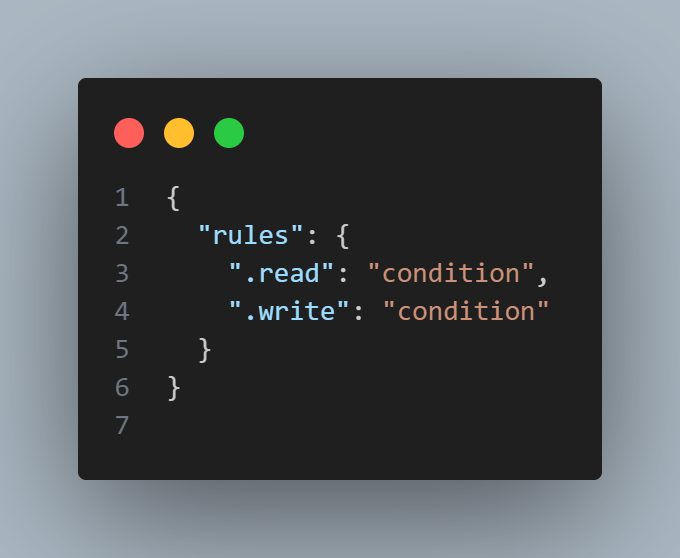 1 {
2   "rules": {
3     ".read": "condition",
4     ".write": "condition"
5   }
6 }
7